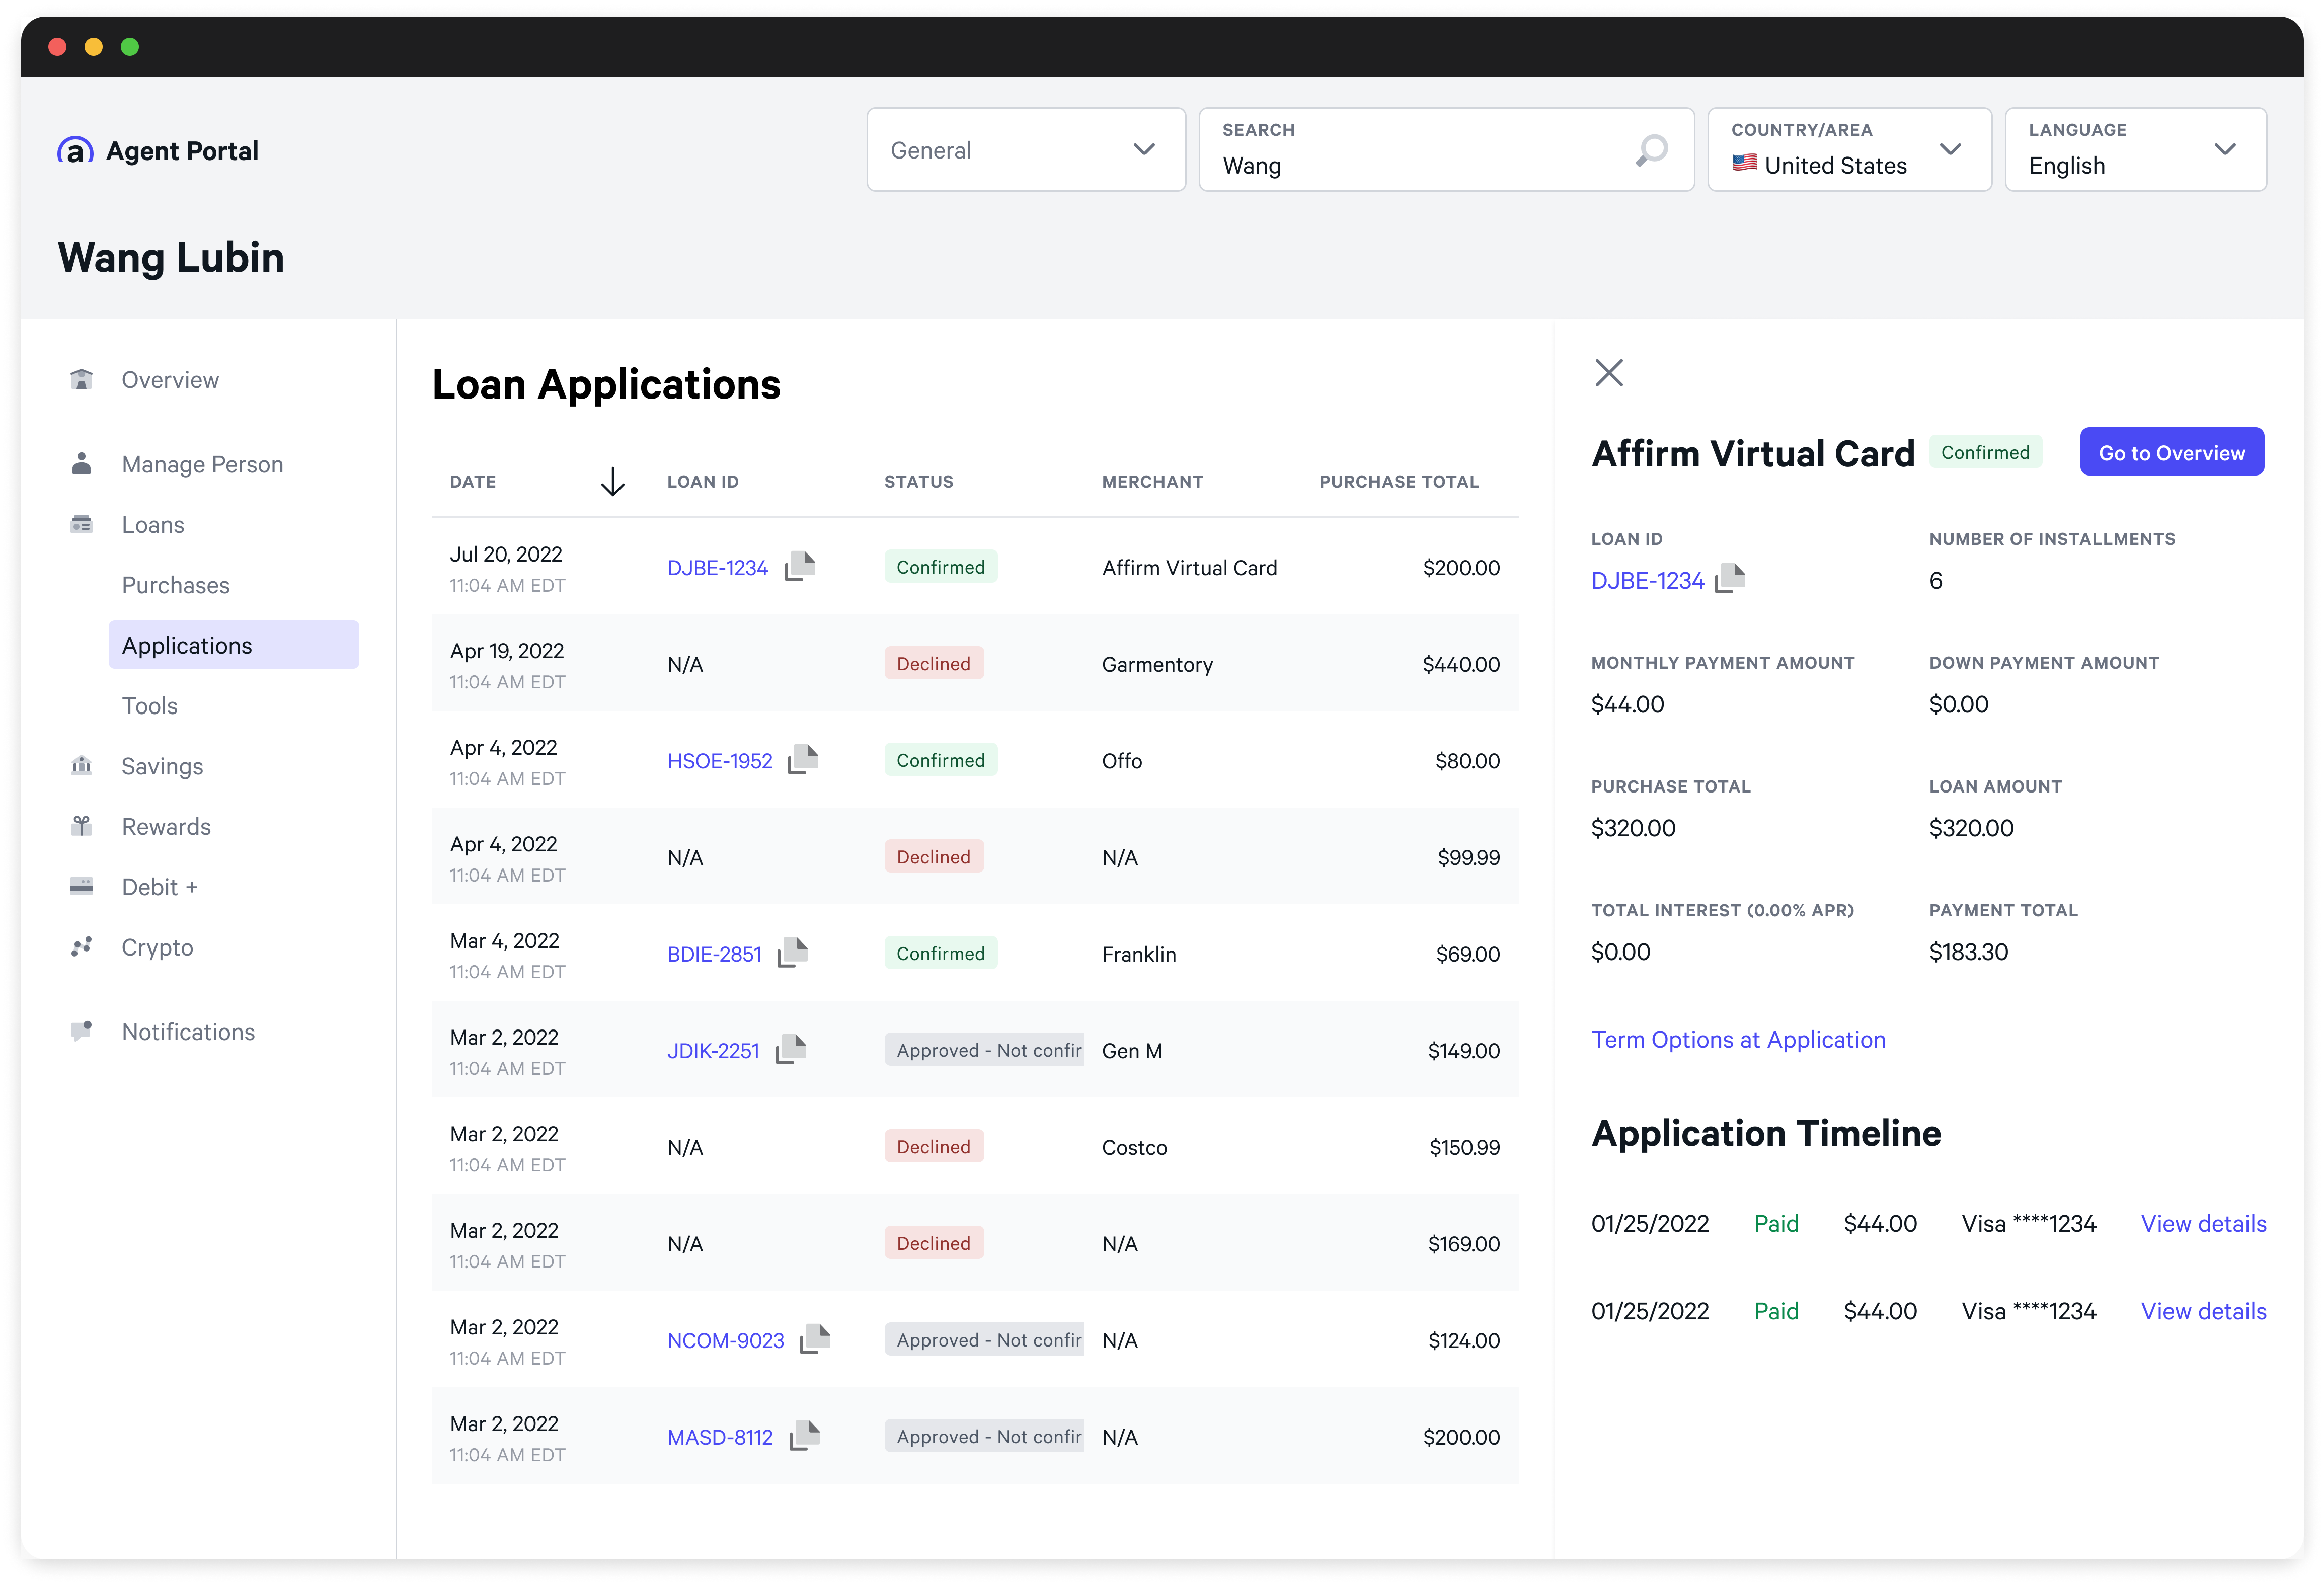 a Agent Portal
General
SEARCH
Wang
COUNTRY/AREA
United States
LANGUAGE
English
Wang Lubin
Overview
Manage Person
Loans
Purchases
Applications
Tools
Savings
Rewards
Debit +
Crypto
Notifications
Loan Applications
DATE LOAN ID STATUS MERCHANT PURCHASE TOTAL
Jul 20, 2022
11:04 AM EDT
DJBE-1234 Confirmed Affirm Virtual Card $200.00
Apr 19, 2022
11:04 AM EDT
N/A Declined Garmentory $440.00
Apr 4, 2022
11:04 AM EDT
HSOE-1952 Confirmed Offo $80.00
Apr 4, 2022
11:04 AM EDT
N/A Declined N/A $99.99
Mar 4, 2022
11:04 AM EDT
BDIE-2851 Confirmed Franklin $69.00
Mar 2, 2022
11:04 AM EDT
JDIK-2251 Approved - Not confir Gen M $149.00
Mar 2, 2022
11:04 AM EDT
N/A Declined Costco $150.99
Mar 2, 2022
11:04 AM EDT
N/A Declined N/A $169.00
Mar 2, 2022
11:04 AM EDT
NCOM-9023 Approved - Not confir N/A $124.00
Mar 2, 2022
11:04 AM EDT
MASD-8112 Approved - Not confir N/A $200.00
Affirm Virtual Card Confirmed Go to Overview
LOAN ID NUMBER OF INSTALLMENTS
DJBE-1234 6
MONTHLY PAYMENT AMOUNT DOWN PAYMENT AMOUNT
$44.00 $0.00
PURCHASE TOTAL LOAN AMOUNT
$320.00 $320.00
TOTAL INTEREST (0.00% APR) PAYMENT TOTAL
$0.00 $183.30
Term Options at Application
Application Timeline
01/25/2022 Paid $44.00 Visa ****1234 View details
01/25/2022 Paid $44.00 Visa ****1234 View details